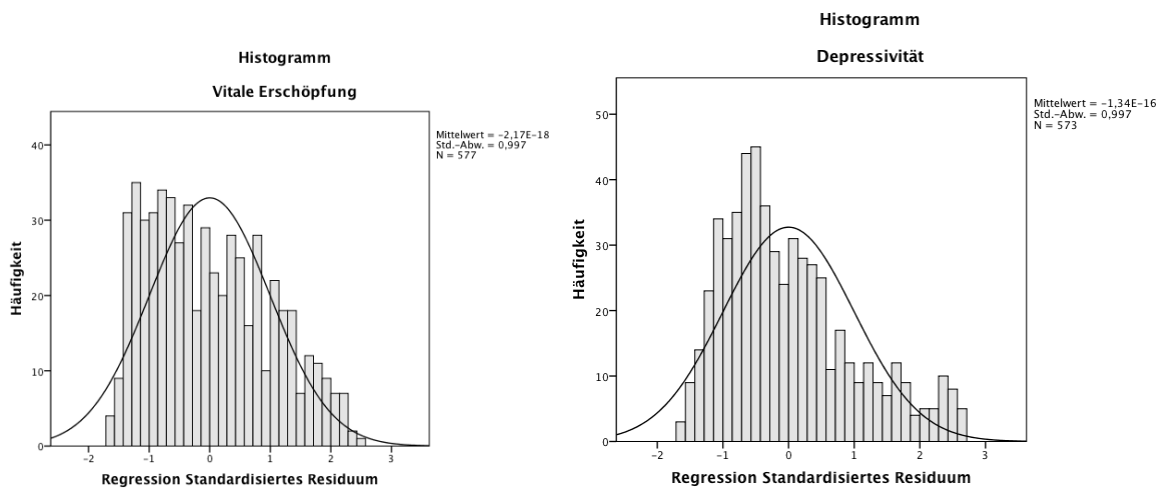 Histogramm
Vitale Erschöpfung
Mittelwert = −2,17E−18
Std.-Abw. = 0,997
N = 577
Häufigkeit
40
30
20
10
0
−2
−1
0
1
2
3
Regression Standardisiertes Residuum
Histogramm
Depressivität
Mittelwert = −1,34E−16
Std.-Abw. = 0,997
N = 573
Häufigkeit
50
40
30
20
10
0
−2
−1
0
1
2
3
Regression Standardisiertes Residuum